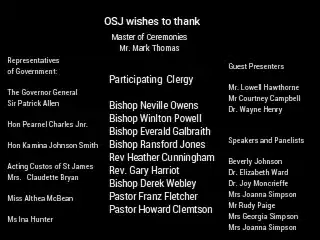 OSJ wishes to thank
Master of Ceremonies
Mr. Mark Thomas
Representatives
of Government:
The Governor General
Sir Patrick Allen
Hon Pearnel Charles Jnr.
Hon Kamina Johnson Smith
Acting Custos of St James
Mrs. Claudette Bryan
Miss Althea McBean
Ms Ina Hunter
Participating Clergy
Bishop Neville Owens
Bishop Winlton Powell
Bishop Everald Galbraith
Bishop Ransford Jones
Rev Heather Cunningham
Rev. Gary Harriot
Bishop Derek Webley
Pastor Franz Fletcher
Pastor Howard Clemtson
Guest Presenters
Mr. Lowell Hawthorne
Mr Courtney Campbell
Dr. Wayne Henry
Speakers and Panelists
Beverly Johnson
Dr. Elizabeth Ward
Dr. Joy Moncrieffe
Mrs Joanna Simpson
Mr Rudy Paige
Mrs Georgia Simpson
Mrs Joanna Simpson